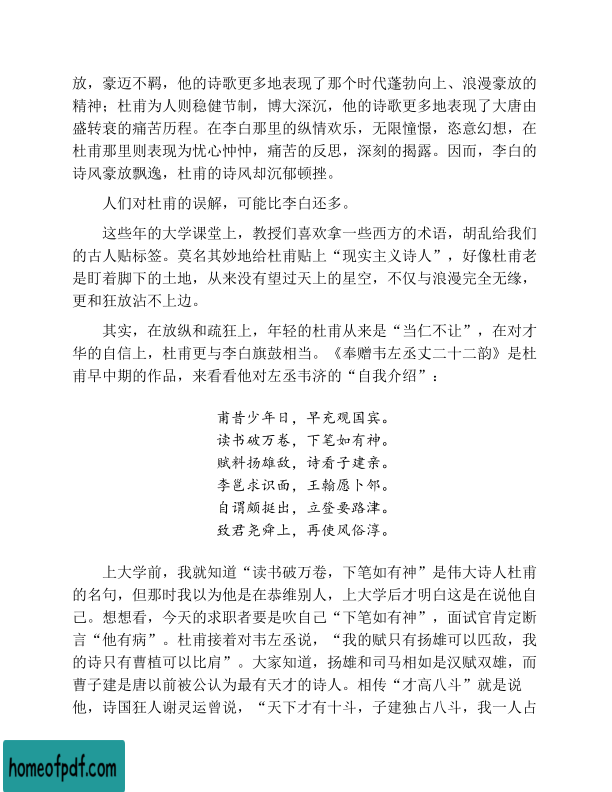 放，豪迈不羁，他的诗歌更多地表现了那个时代蓬勃向上、浪漫豪放的
精神；杜甫为人则稳健节制，博大深沉，他的诗歌更多地表现了大唐由
盛转衰的痛苦历程。在李白那里的纵情欢乐，无限憧憬，恣意幻想，在
杜甫那里则表现为忧心忡忡，痛苦的反思，深刻的揭露。因而，李白的
诗风豪放飘逸，杜甫的诗风却沉郁顿挫。
人们对杜甫的误解，可能比李白还多。
这些年的大学课堂上，教授们喜欢拿一些西方的术语，胡乱给我们
的古人贴标签。莫名其妙地给杜甫贴上“现实主义诗人”，好像杜甫老
是盯着脚下的土地，从来没有望过天上的星空，不仅与浪漫完全无缘，
更和狂放沾不上边。
其实，在放纵和疏狂上，年轻的杜甫从来是“当仁不让”，在对才
华的自信上，杜甫更与李白旗鼓相当。《奉赠韦左丞丈二十二韵》是杜
甫早中期的作品，来看看他对左丞韦济的“自我介绍”：
甫昔少年日，早充观国宾。
读书破万卷，下笔如有神。
赋料扬雄敌，诗看子建亲。
李邕求识面，王翰愿卜邻。
自谓颇挺出，立登要路津。
致君尧舜上，再使风俗淳。
上大学前，我就知道“读书破万卷，下笔如有神”是伟大诗人杜甫
的名句，但那时我以为他是在恭维别人，上大学后才明白这是在说他自
己。想想看，今天的求职者要是吹自己“下笔如有神”，面试官肯定断
言“他有病”。杜甫接着对韦左丞说，“我的赋只有扬雄可以匹敌，我
的诗只有曹植可以比肩”。大家知道，扬雄和司马相如是汉赋双雄，而
曹子建是唐以前被公认为最有天才的诗人。相传“才高八斗”就是说
他，诗国狂人谢灵运曾说，“天下才有十斗，子建独占八斗，我一人占
homeofpdf.com